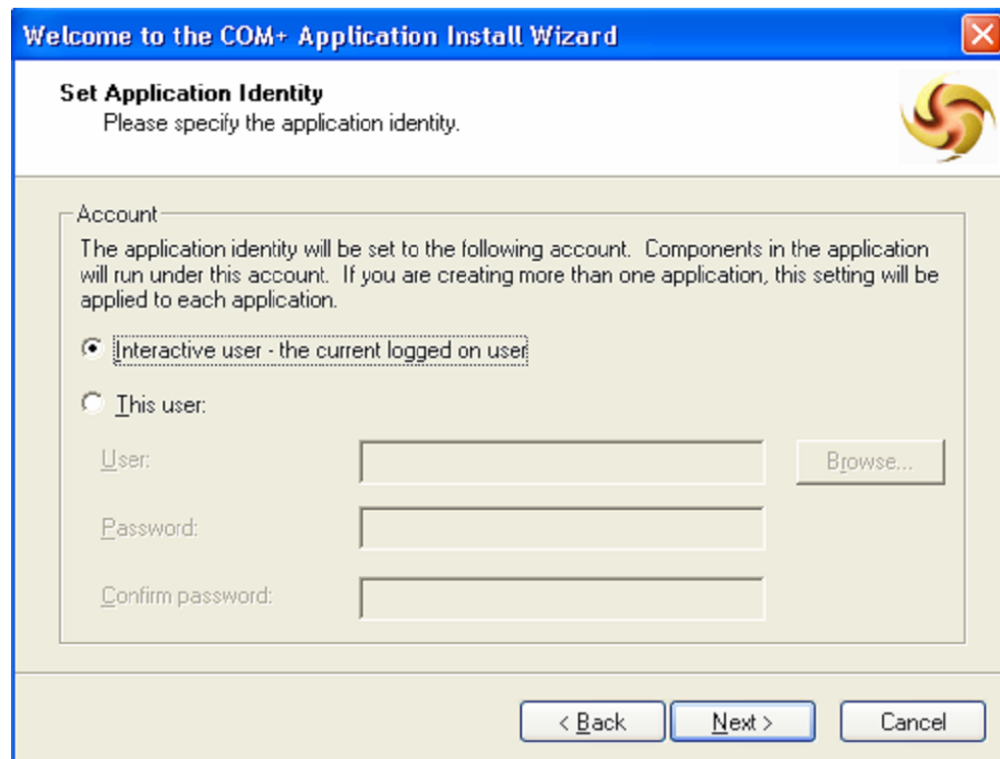 Welcome to the COM+ Application Install Wizard
Set Application Identity
Please specify the application identity.
Account
The application identity will be set to the following account. Components in the application
will run under this account. If you are creating more than one application, this setting will be
applied to each application.
Interactive user - the current logged on user
This user:
User:
Browse...
Password:
Confirm password:
< Back
Next >
Cancel